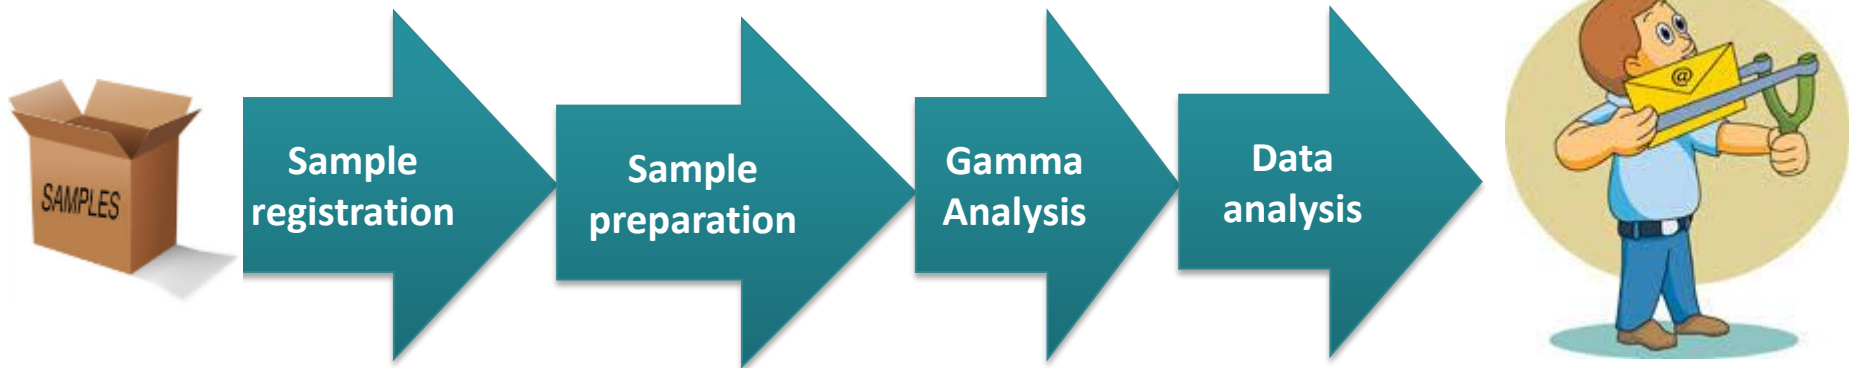 SAMPLES
Sample
registration
Sample
preparation
Gamma
Analysis
Data
analysis
@